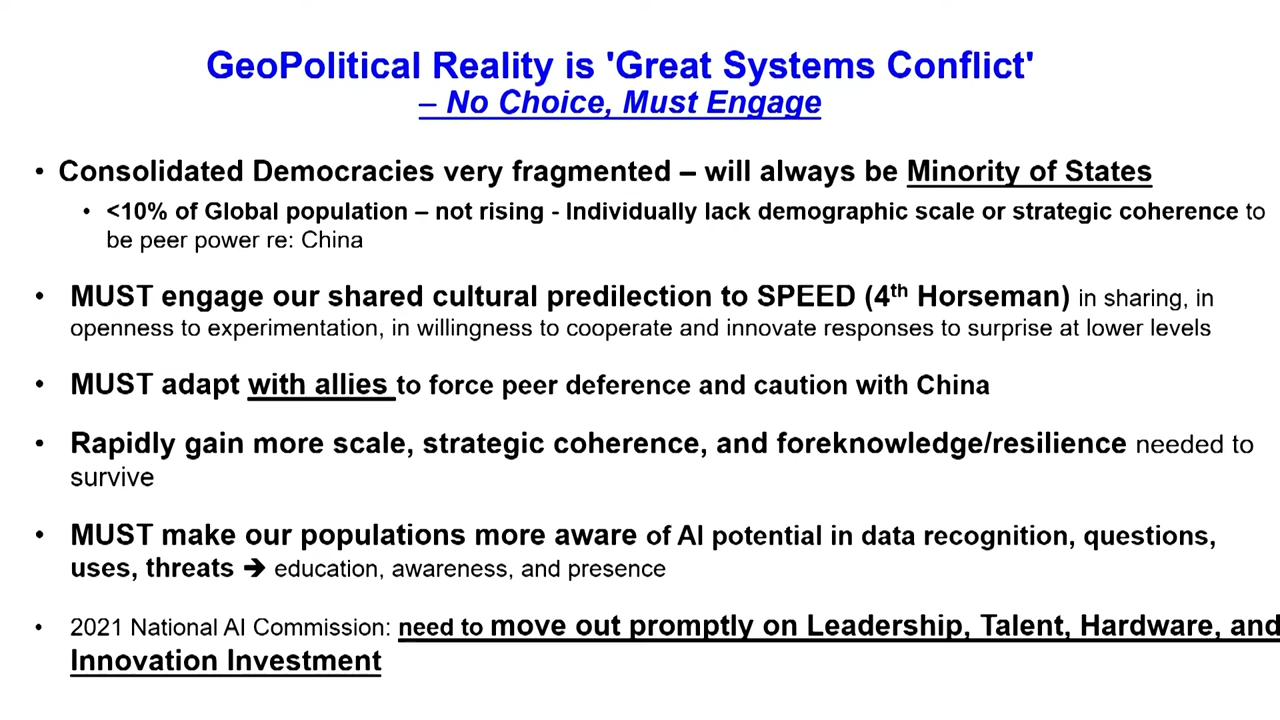 GeoPolitical Reality is 'Great Systems Conflict'
– No Choice, Must Engage
• Consolidated Democracies very fragmented – will always be Minority of States
• <10% of Global population – not rising - Individually lack demographic scale or strategic coherence to
be peer power re: China
• MUST engage our shared cultural predilection to SPEED (4th Horseman) in sharing, in
openness to experimentation, in willingness to cooperate and innovate responses to surprise at lower levels
• MUST adapt with allies to force peer deference and caution with China
• Rapidly gain more scale, strategic coherence, and foreknowledge/resilience needed to
survive
• MUST make our populations more aware of AI potential in data recognition, questions,
uses, threats ➔ education, awareness, and presence
• 2021 National AI Commission: need to move out promptly on Leadership, Talent, Hardware, and
Innovation Investment